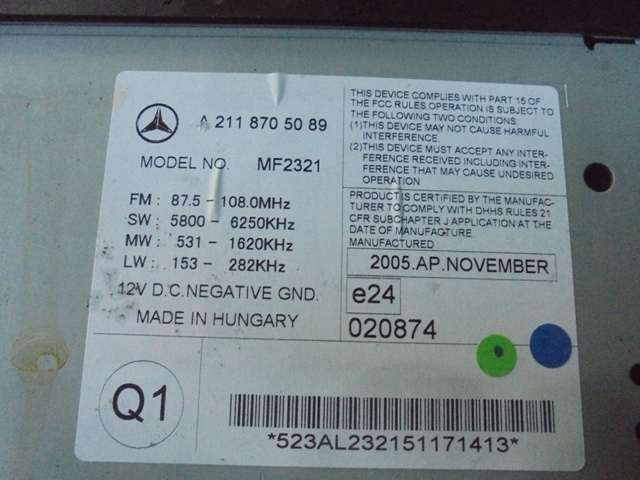 A 211 870 50 89
MODEL NO. MF2321
FM : 87.5 - 108.0MHz
SW : 5800 - 6250KHz
MW : 531 - 1620KHz
LW : 153 - 282KHz
12V D.C.NEGATIVE GND.
MADE IN HUNGARY
THIS DEVICE COMPLIES WITH PART 15 OF
THE FCC RULES.OPERATION IS SUBJECT TO
THE FOLLOWING TWO CONDITIONS:
(1)THIS DEVICE MAY NOT CAUSE HARMFUL
INTERFERENCE.
(2)THIS DEVICE MUST ACCEPT ANY INTER-
FERENCE RECEIVED INCLUDING INTER-
FERENCE THAT MAY CAUSE UNDESIRED
OPERATION
PRODUCT IS CERTIFIED BY THE MANUFAC-
TURER TO COMPLY WITH DHHS RULES 21
CFR SUBCHAPTER J APPLICATION AT THE
DATE OF MANUFACTURE.
MANUFACTURED:
2005.AP.NOVEMBER
e24
020874
Q1
*523AL232151171413*